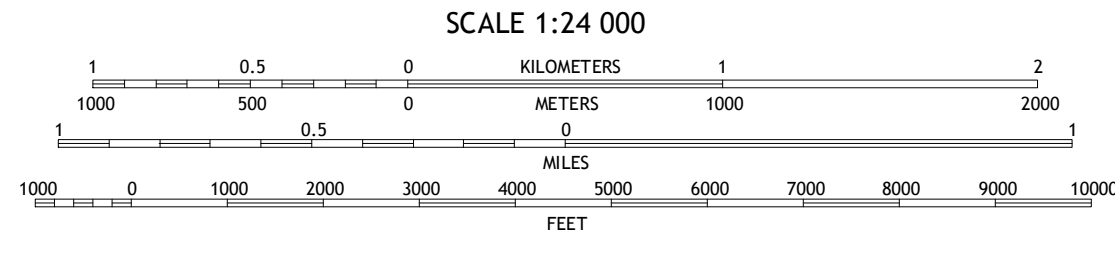 SCALE 1:24 000
1 0.5 0 KILOMETERS 1 2
1000 500 0 METERS 1000 2000
1 0.5 0 1
MILES
1000 0 1000 2000 3000 4000 5000 6000 7000 8000 9000 10000
FEET